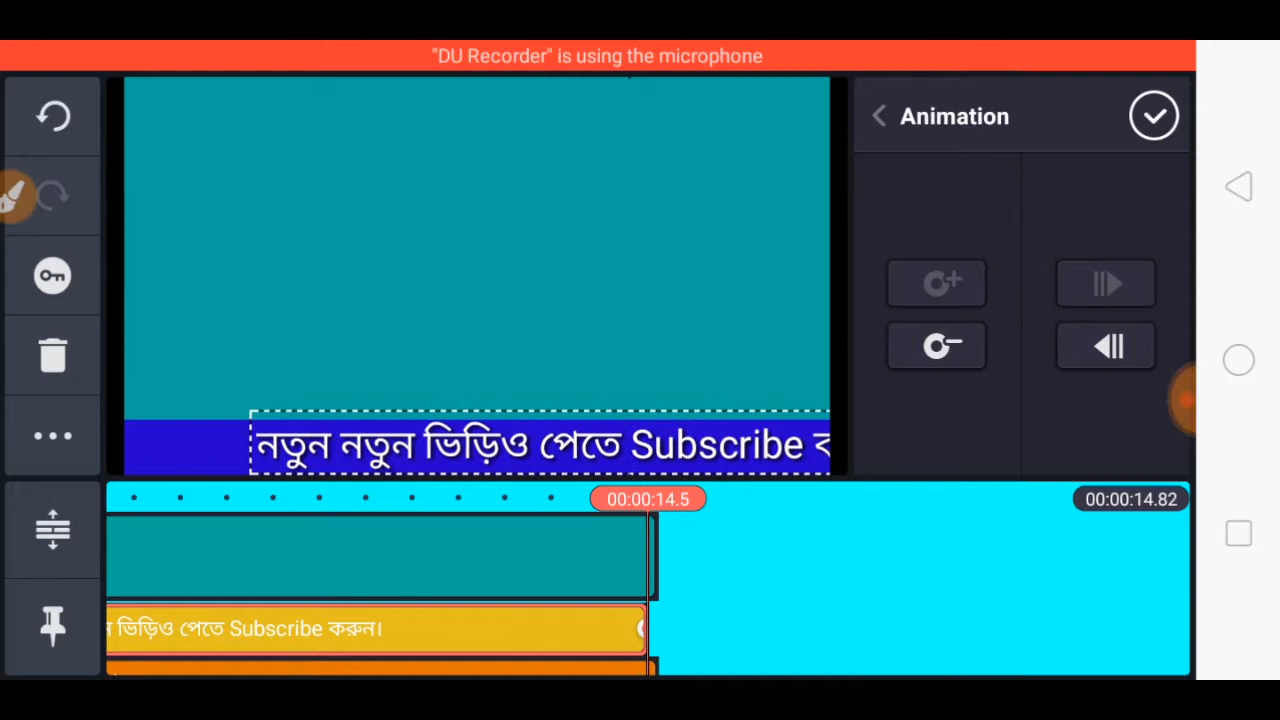 "DU Recorder" is using the microphone
Animation
নতুন নতুন ভিড়িও পেতে Subscribe ক
00:00:14.5
00:00:14.82
ন ভিড়িও পেতে Subscribe করুন।